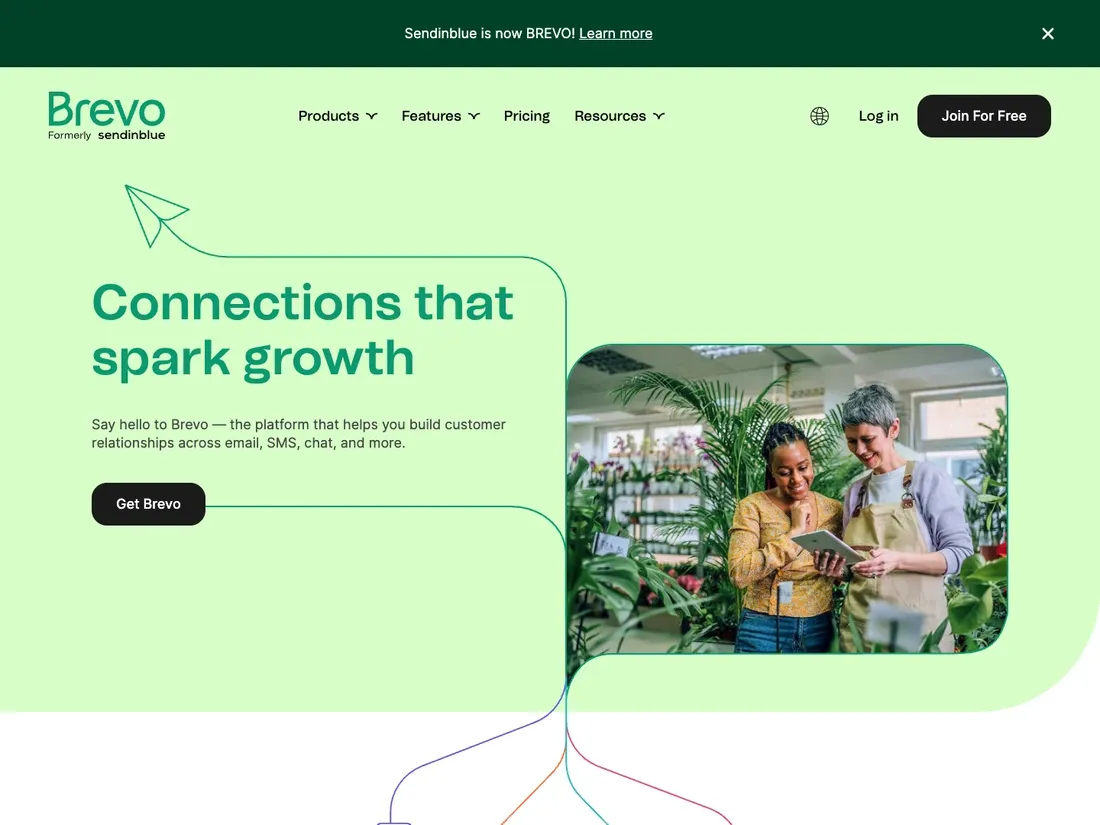 Sendinblue is now BREVO! Learn more
Brevo
Formerly sendinblue
Products
Features
Pricing
Resources
Log in
Join For Free
Connections that
spark growth
Say hello to Brevo — the platform that helps you build customer
relationships across email, SMS, chat, and more.
Get Brevo